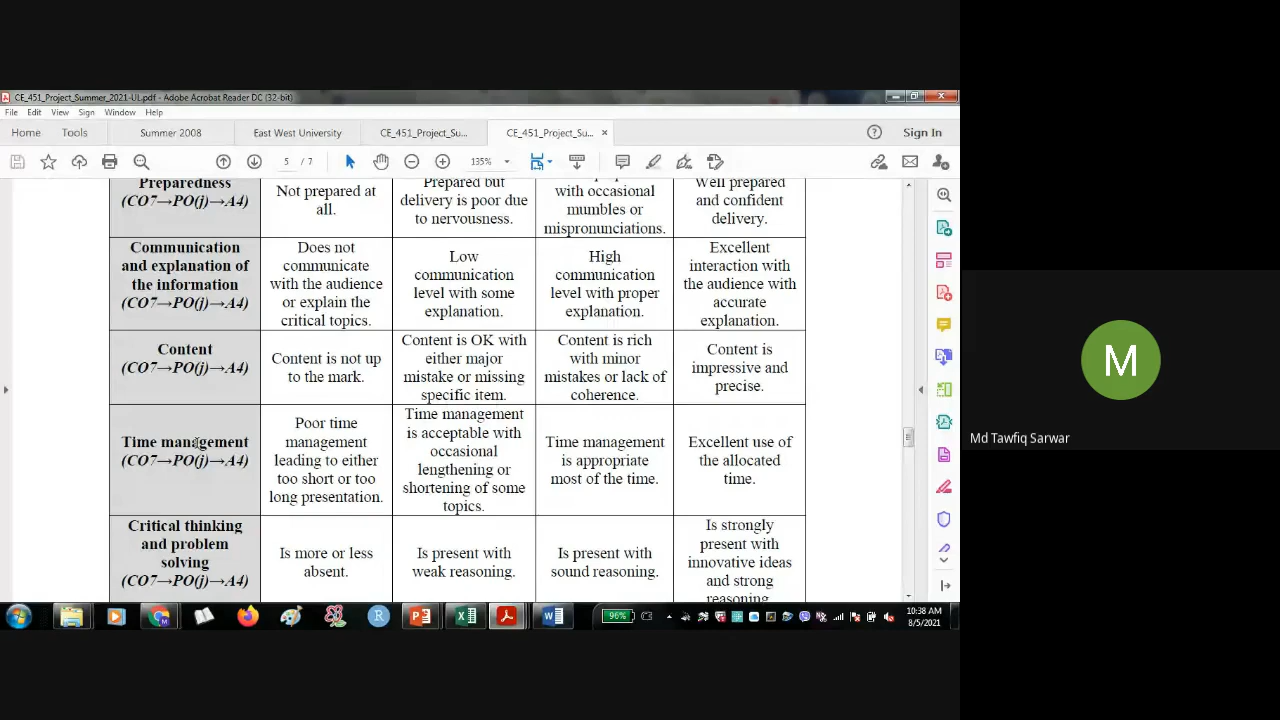 CE_451_Project_Summer_2021-UL.pdf - Adobe Acrobat Reader DC (32-bit)
File Edit View Sign Window Help
Home Tools Summer 2008 East West University CE_451_Project_Su... CE_451_Project_Su... × Sign In
5 / 7 135%
Preparedness
(CO7→PO(j)→A4)
Not prepared at
all.
Prepared but
delivery is poor due
to nervousness.
with occasional
mumbles or
mispronunciations.
Well prepared
and confident
delivery.
Communication
and explanation of
the information
(CO7→PO(j)→A4)
Does not
communicate
with the audience
or explain the
critical topics.
Low
communication
level with some
explanation.
High
communication
level with proper
explanation.
Excellent
interaction with
the audience with
accurate
explanation.
Content
(CO7→PO(j)→A4)
Content is not up
to the mark.
Content is OK with
either major
mistake or missing
specific item.
Content is rich
with minor
mistakes or lack of
coherence.
Content is
impressive and
precise.
Time management
(CO7→PO(j)→A4)
Poor time
management
leading to either
too short or too
long presentation.
Time management
is acceptable with
occasional
lengthening or
shortening of some
topics.
Time management
is appropriate
most of the time.
Excellent use of
the allocated
time.
Critical thinking
and problem
solving
(CO7→PO(j)→A4)
Is more or less
absent.
Is present with
weak reasoning.
Is present with
sound reasoning.
Is strongly
present with
innovative ideas
and strong
reasoning
96%
10:38 AM
8/5/2021
M
Md Tawfiq Sarwar